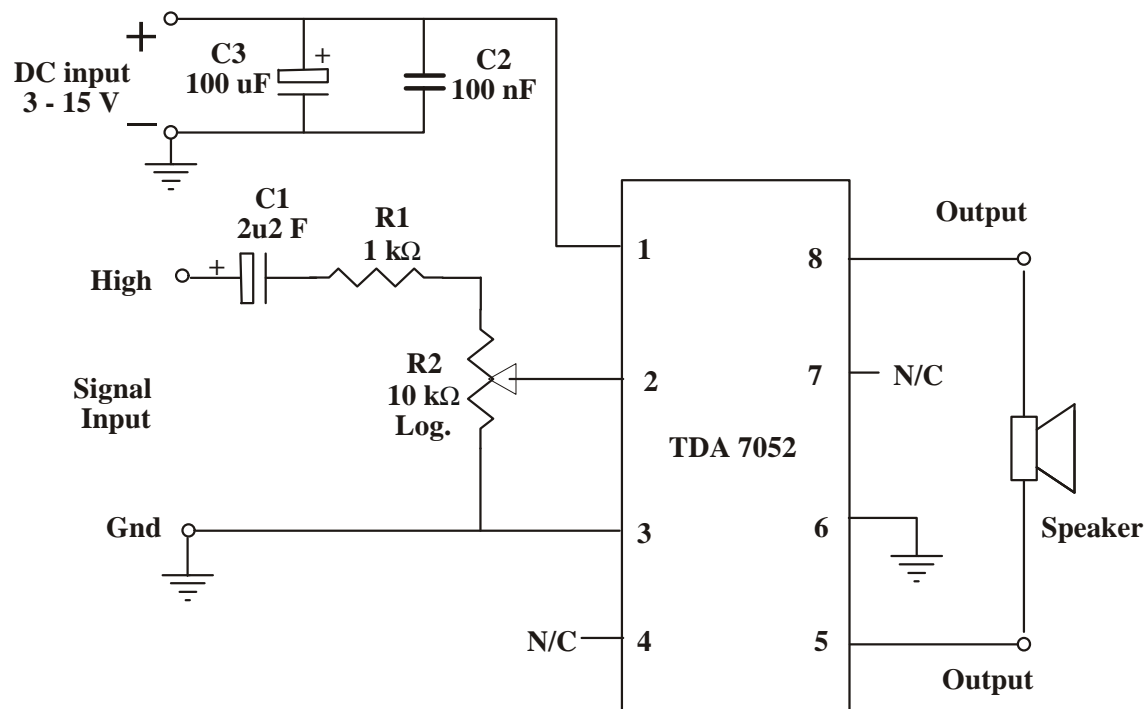 +
C3
100 uF
+
C2
100 nF
DC input
3 - 15 V
–
C1
2u2 F
R1
1 kΩ
High
+
Signal
Input
R2
10 kΩ
Log.
Gnd
1
2
3
N/C
4
TDA 7052
8
7
N/C
6
5
Output
Speaker
Output